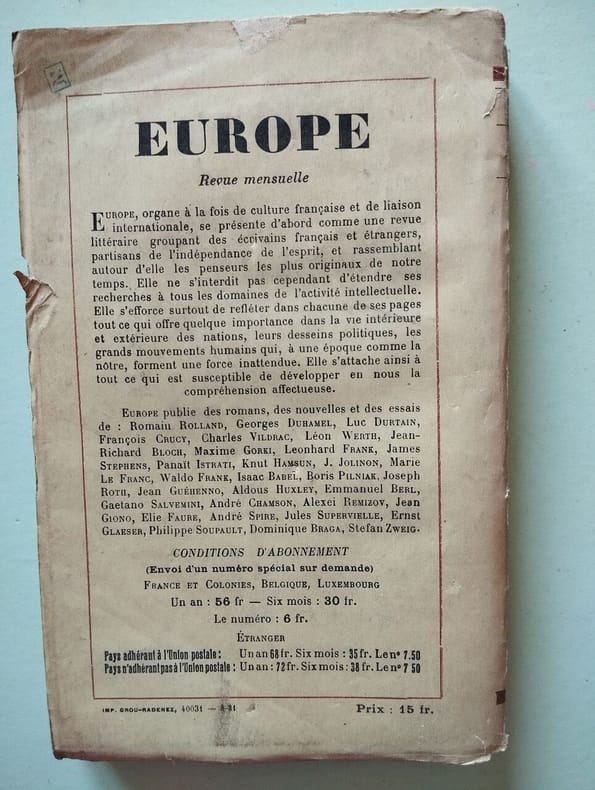 EUROPE
Revue mensuelle
EUROPE, organe à la fois de culture française et de liaison
internationale, se présente d'abord comme une revue
littéraire groupant des écrivains français et étrangers,
partisans de l'indépendance de l'esprit, et rassemblant
autour d'elle les penseurs les plus originaux de notre
temps. Elle ne s'interdit pas cependant d'étendre ses
recherches à tous les domaines de l'activité intellectuelle.
Elle s'efforce surtout de refléter dans chacune de ses pages
tout ce qui offre quelque importance dans la vie intérieure
et extérieure des nations, leurs desseins politiques, les
grands mouvements humains qui, à une époque comme la
nôtre, forment une force inattendue. Elle s'attache ainsi à
tout ce qui est susceptible de développer en nous la
compréhension affectueuse.
EUROPE publie des romans, des nouvelles et des essais
de : Romain ROLLAND, Georges DUHAMEL, Luc DURTAIN,
François CRUCY, Charles VILDRAC, Léon WERTH, Jean-
Richard BLOCH, Maxime GORKI, Leonhard FRANK, James
STEPHENS, Panaït ISTRATI, Knut HAMSUN, J. JOLINON, Marie
LE FRANC, Waldo FRANK, Isaac BABEL, Boris PILNIAK, Joseph
ROTH, Jean GUÉHENNO, Aldous HUXLEY, Emmanuel BERL,
Gaetano SALVEMINI, André CHAMSON, Alexei REMIZOV, Jean
GIONO, Elie FAURE, André SPIRE, Jules SUPERVIELLE, Ernst
GLAESER, Philippe SOUPAULT, Dominique BRAGA, Stefan ZWEIG.
CONDITIONS D'ABONNEMENT
(Envoi d'un numéro spécial sur demande)
FRANCE ET COLONIES, BELGIQUE, LUXEMBOURG
Un an : 56 fr — Six mois : 30 fr.
Le numéro : 6 fr.
ÉTRANGER
Pays adhérant à l'Union postale : Un an 68 fr. Six mois : 35 fr. Le n° 7.50
Pays n'adhérant pas à l'Union postale : Un an : 72 fr. Six mois : 38 fr. Le n° 7 50
IMP. GROU-RADENEZ, 40031 — 8-31 Prix : 15 fr.